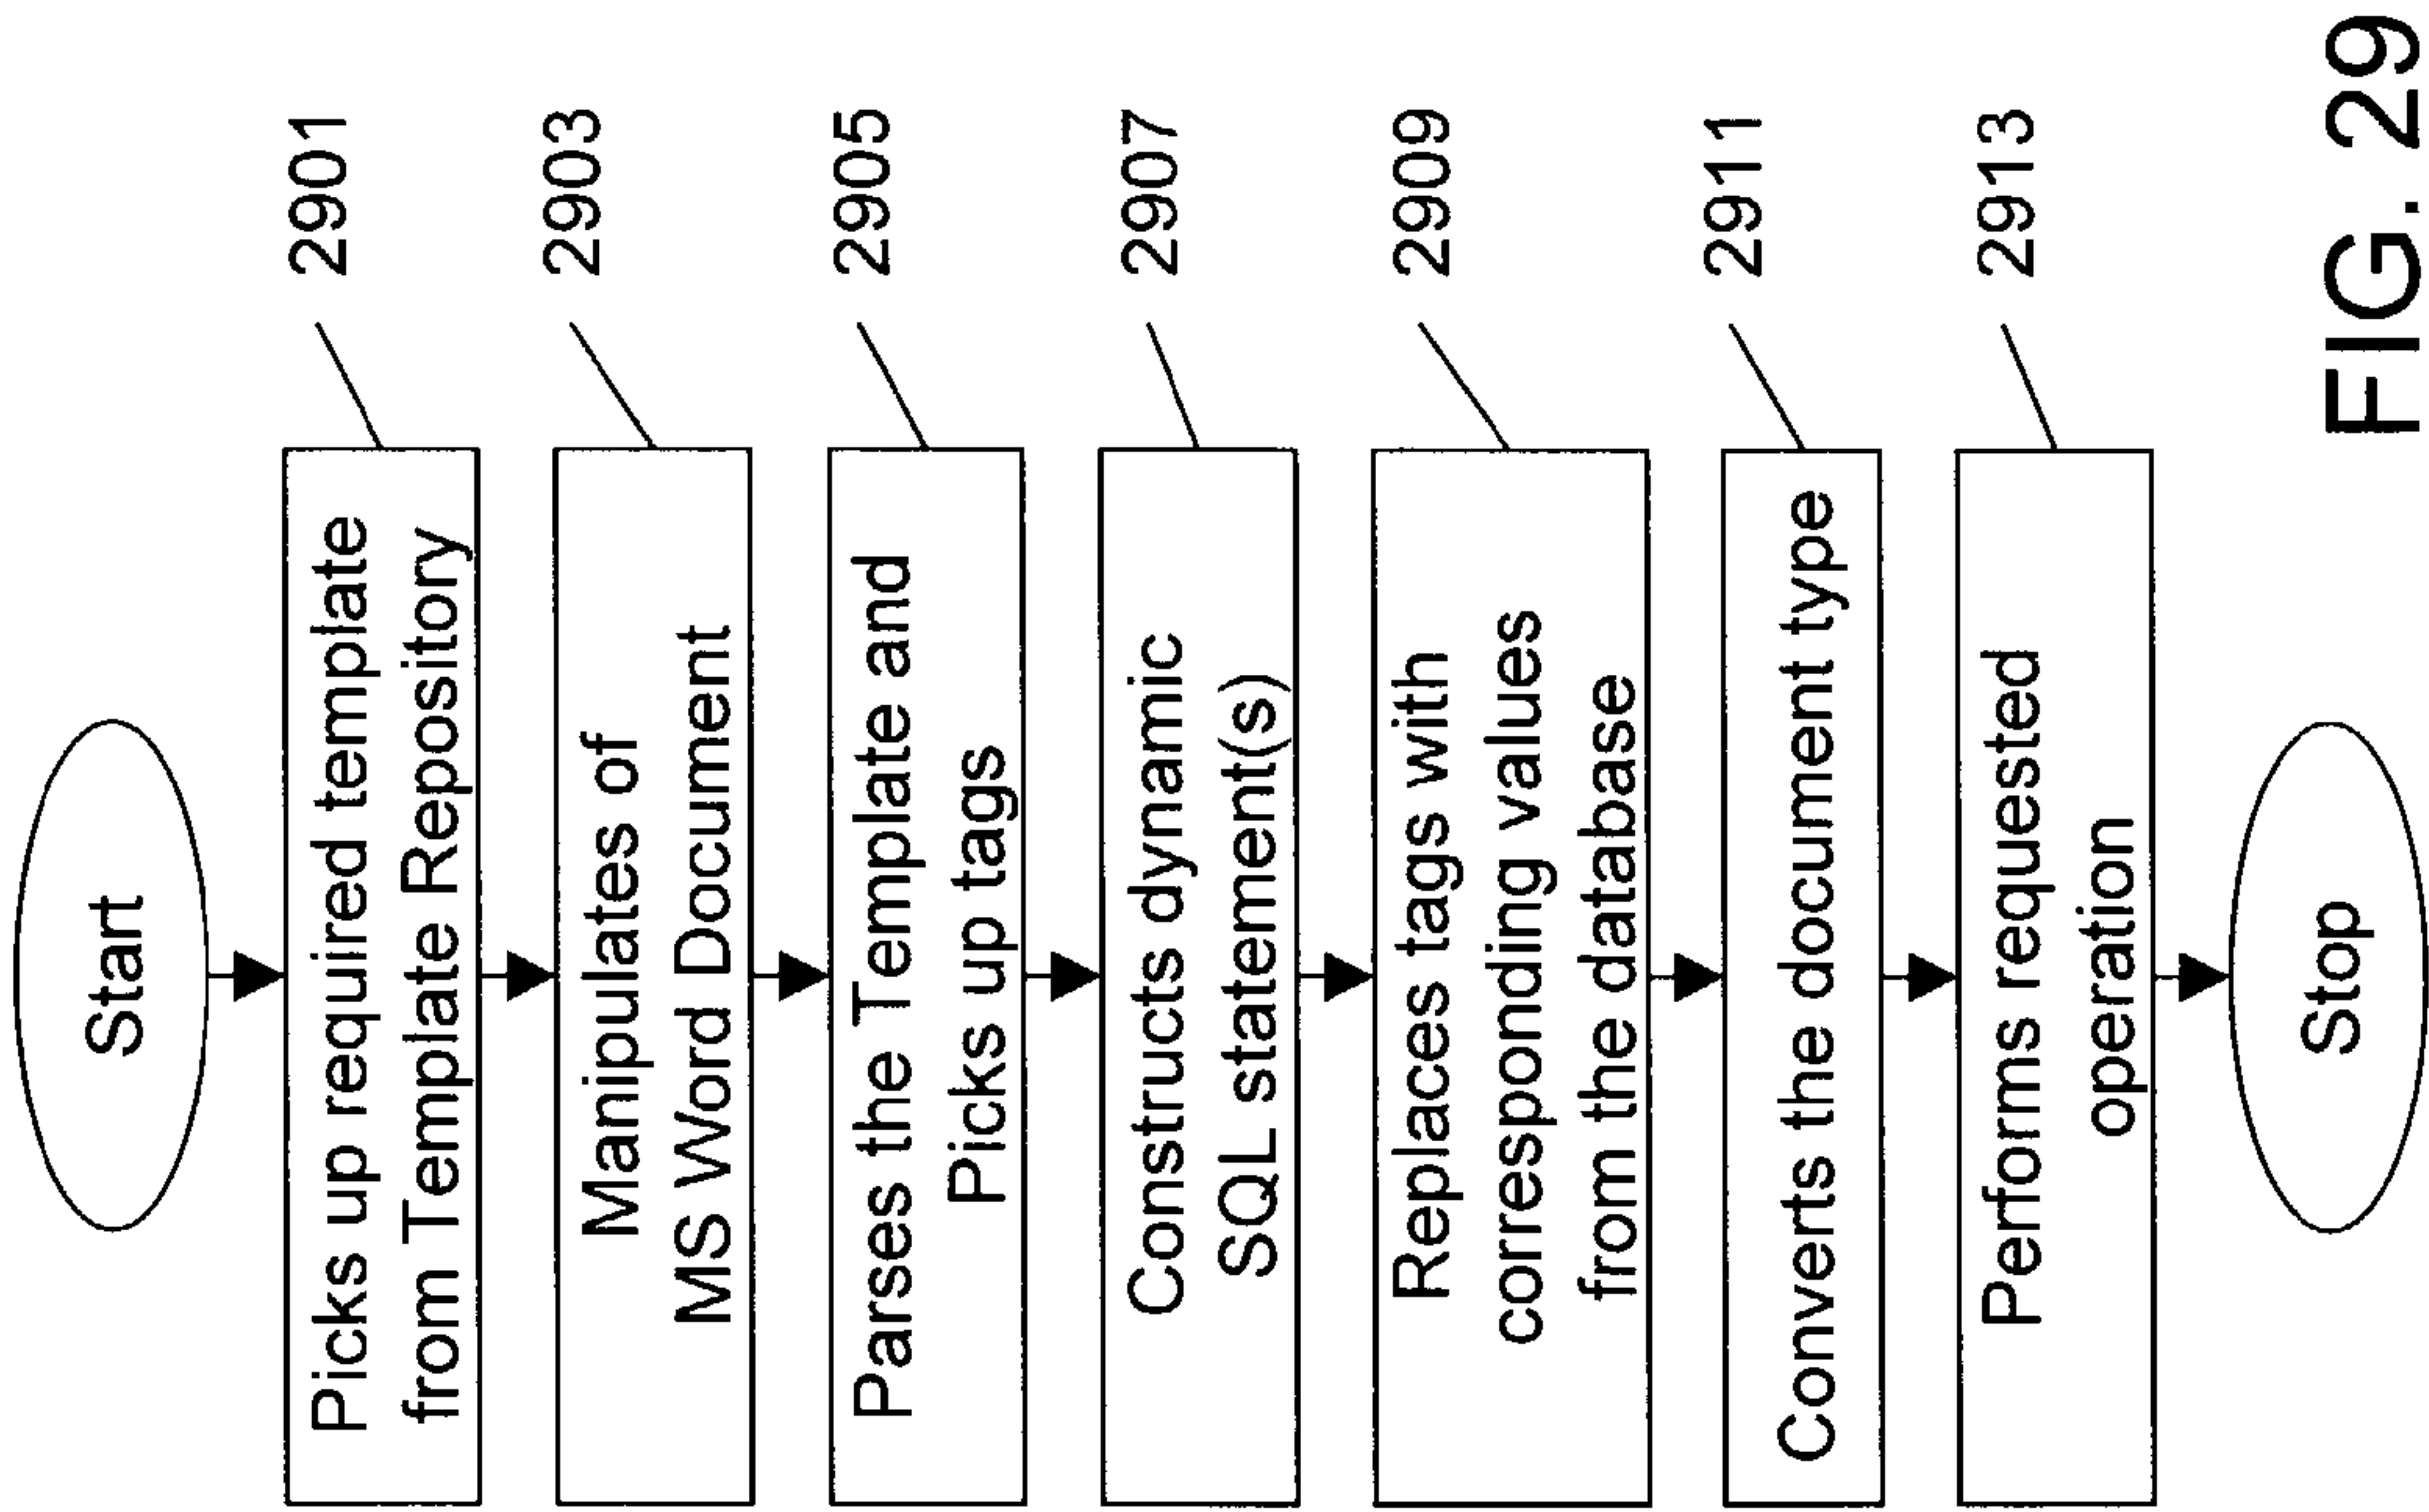 Start
Picks up required template
from Template Repository
2901
Manipulates of
MS Word Document
2903
Parses the Template and
Picks up tags
2905
Constructs dynamic
SQL statement(s)
2907
Replaces tags with
corresponding values
from the database
2909
Converts the document type
2911
Performs requested
operation
2913
Stop
FIG. 29